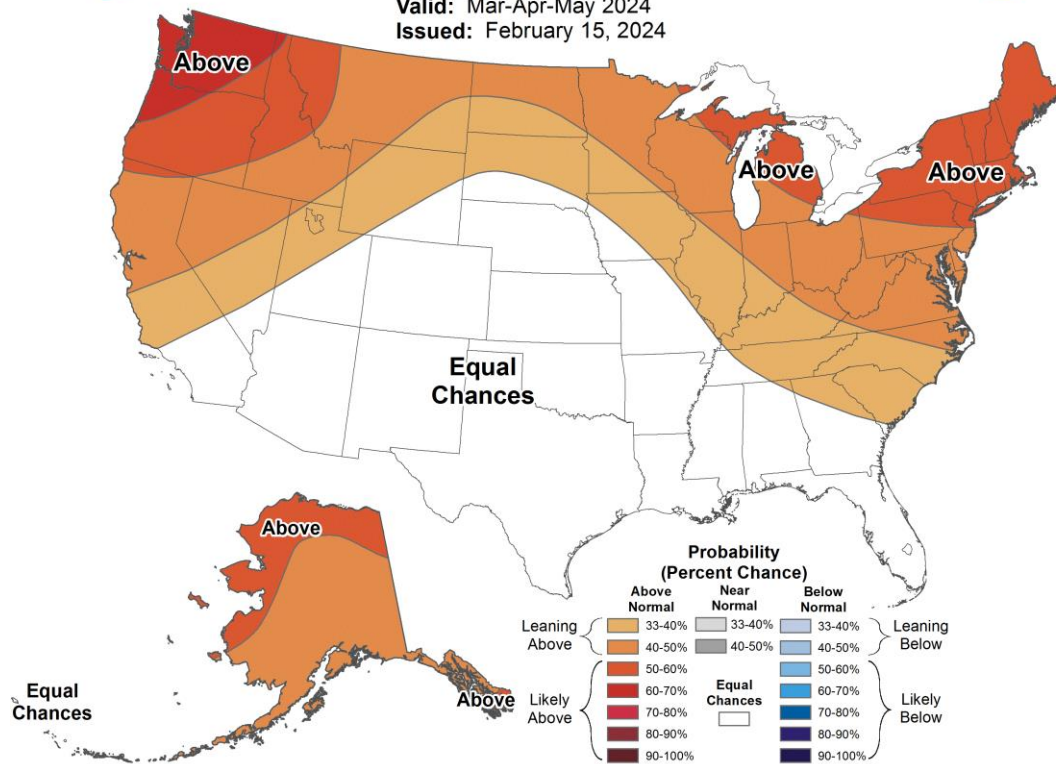 Valid: Mar-Apr-May 2024
Issued: February 15, 2024
Above
Above
Above
Equal
Chances
Above
Above
Equal
Chances
Probability
(Percent Chance)
Above
Normal
Near
Normal
Below
Normal
Leaning
Above
33-40%
40-50%
Likely
Above
50-60%
60-70%
70-80%
80-90%
90-100%
33-40%
40-50%
Equal
Chances
33-40%
40-50%
Leaning
Below
50-60%
60-70%
70-80%
80-90%
90-100%
Likely
Below